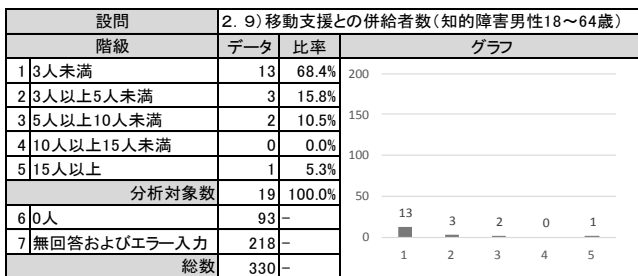 設問 2．9）移動支援との併給者数（知的障害男性18～64歳）
階級 データ 比率 グラフ
1 3人未満 13 68.4%
2 3人以上5人未満 3 15.8%
3 5人以上10人未満 2 10.5%
4 10人以上15人未満 0 0.0%
5 15人以上 1 5.3%
分析対象数 19 100.0%
6 0人 93 －
7 無回答およびエラー入力 218 －
総数 330 －
200
150
100
50
0
13 3 2 0 1
1 2 3 4 5